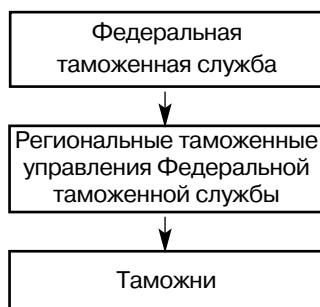 Федеральная
таможенная служба
Региональные таможенные
управления Федеральной
таможенной службы
Таможни